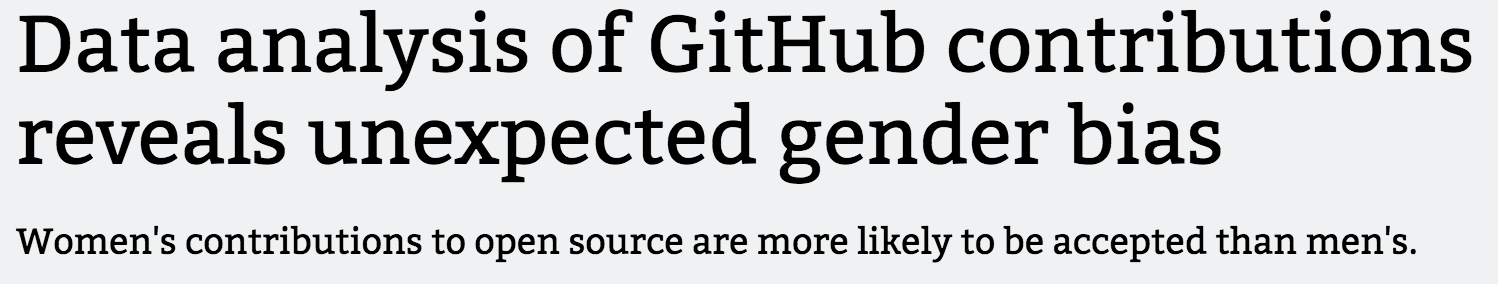 Data analysis of GitHub contributions
reveals unexpected gender bias
Women's contributions to open source are more likely to be accepted than men's.